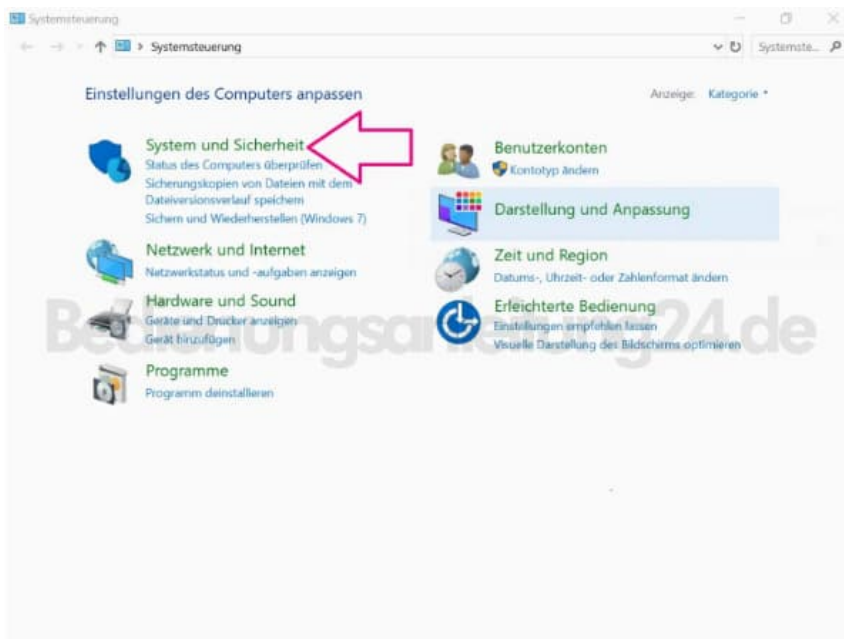 Systemsteuerung
Systemsteuerung
Systemste...
Einstellungen des Computers anpassen
Anzeige: Kategorie
System und Sicherheit
Status des Computers überprüfen
Sicherungskopien von Dateien mit dem
Dateiversionsverlauf speichern
Sichern und Wiederherstellen (Windows 7)
Netzwerk und Internet
Netzwerkstatus und -aufgaben anzeigen
Hardware und Sound
Geräte und Drucker anzeigen
Gerät hinzufügen
Programme
Programm deinstallieren
Benutzerkonten
Kontotyp ändern
Darstellung und Anpassung
Zeit und Region
Datums-, Uhrzeit- oder Zahlenformat ändern
Erleichterte Bedienung
Einstellungen empfehlen lassen
Visuelle Darstellung des Bildschirms optimieren
Bedienungsanleitung24.de